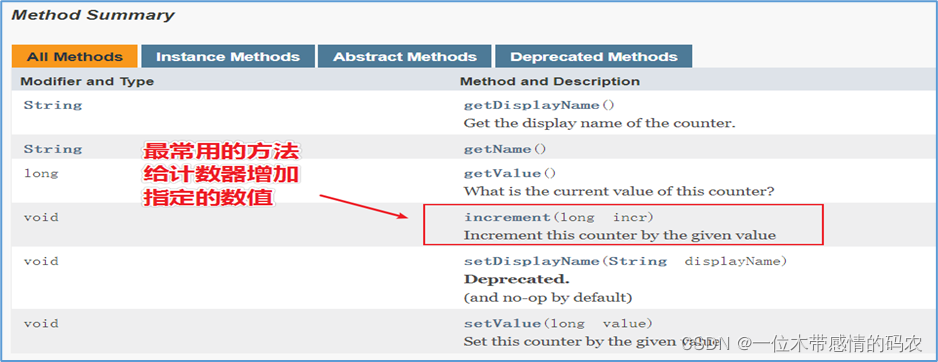 Method Summary
All Methods Instance Methods Abstract Methods Deprecated Methods
Modifier and Type Method and Description
String getDisplayName()
Get the display name of the counter.
String getName()
最常用的方法
给计数器增加
指定的数值
long getValue()
What is the current value of this counter?
void increment(long incr)
Increment this counter by the given value
void setDisplayName(String displayName)
Deprecated.
(and no-op by default)
void setValue(long value)
Set this counter by the given value
CSDN @一位木带感情的码农